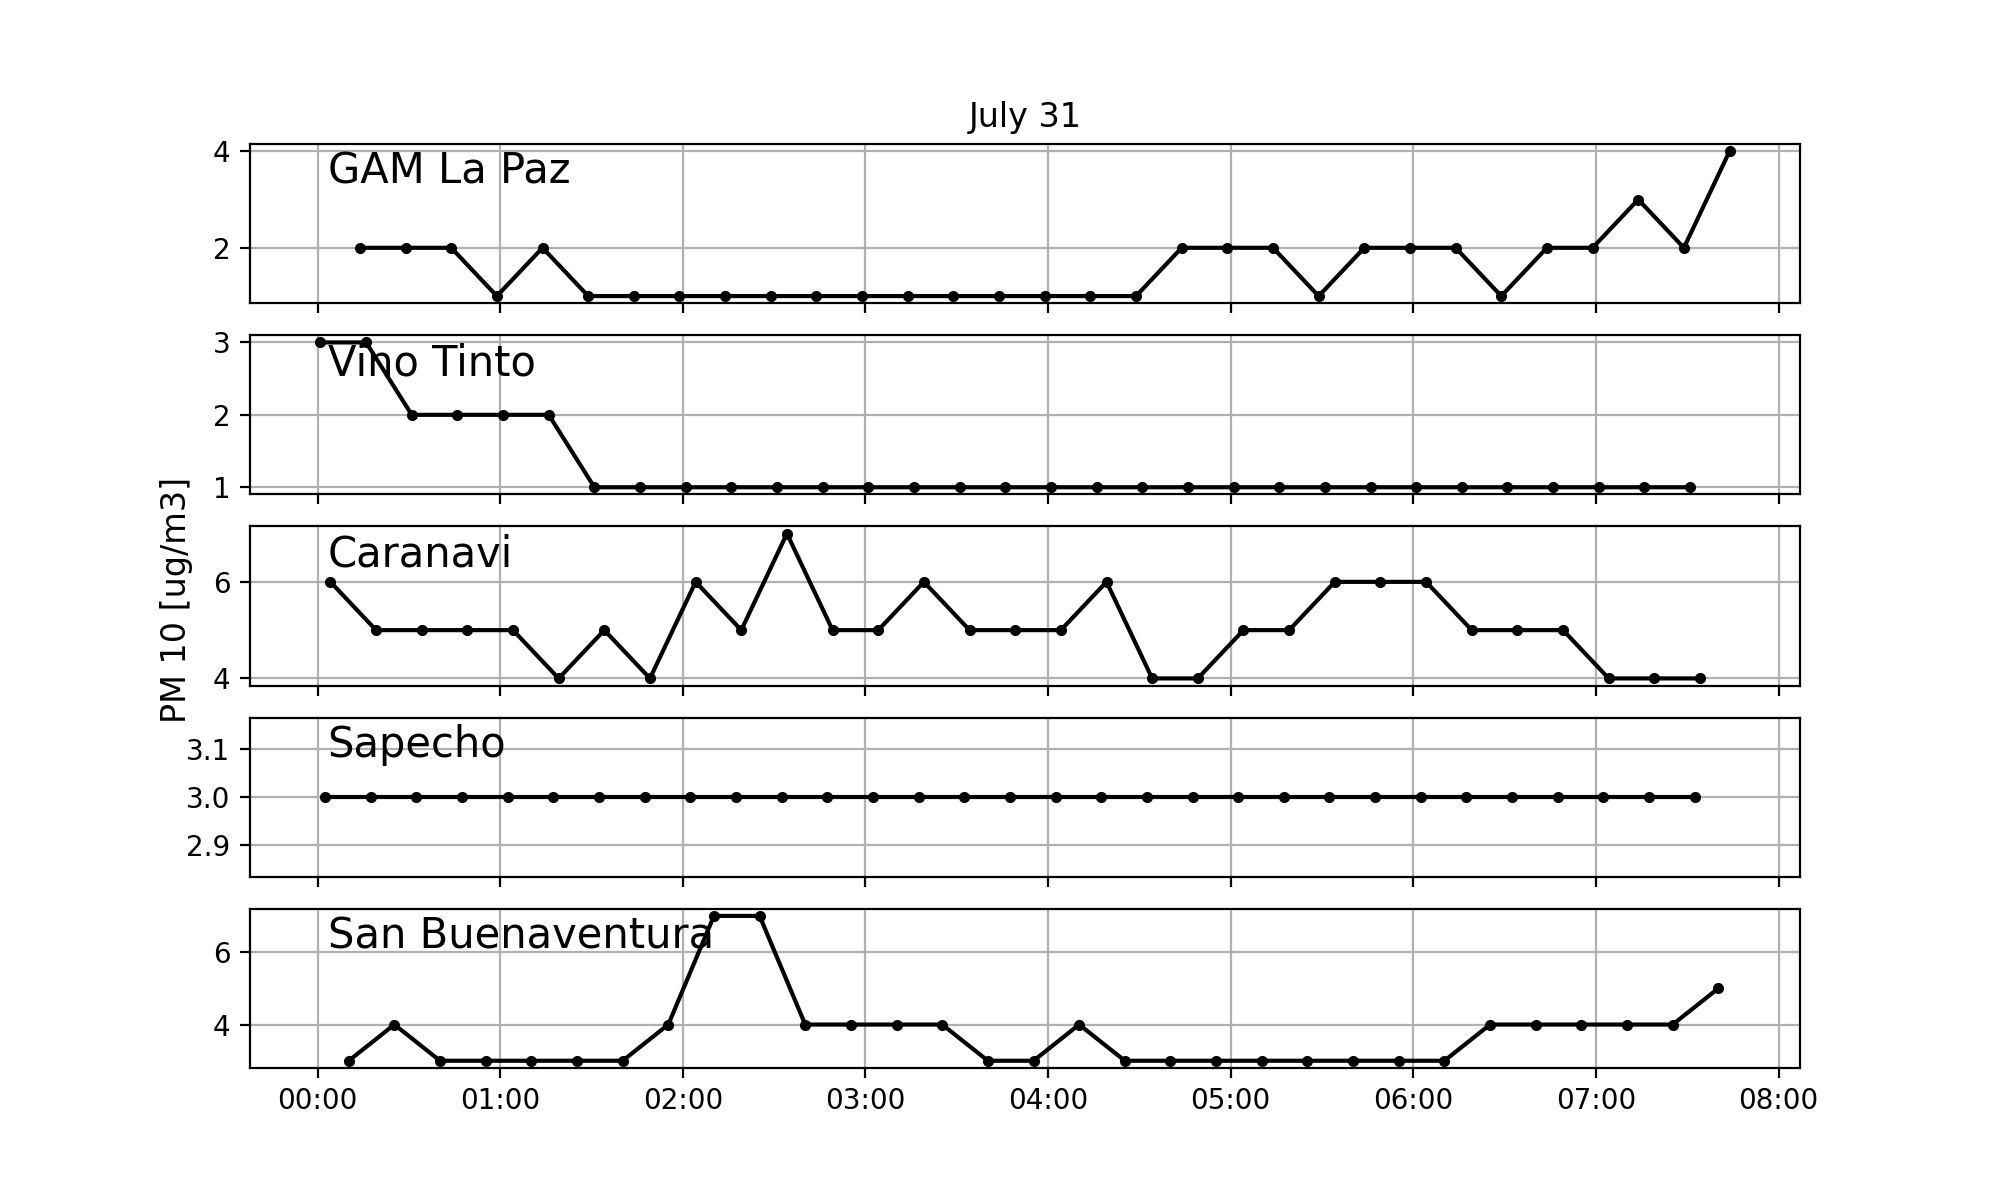 July 31
GAM La Paz
4
2
Vino Tinto
3
2
1
PM 10 [ug/m3]
Caranavi
6
4
Sapecho
3.1
3.0
2.9
San Buenaventura
6
4
00:00 01:00 02:00 03:00 04:00 05:00 06:00 07:00 08:00